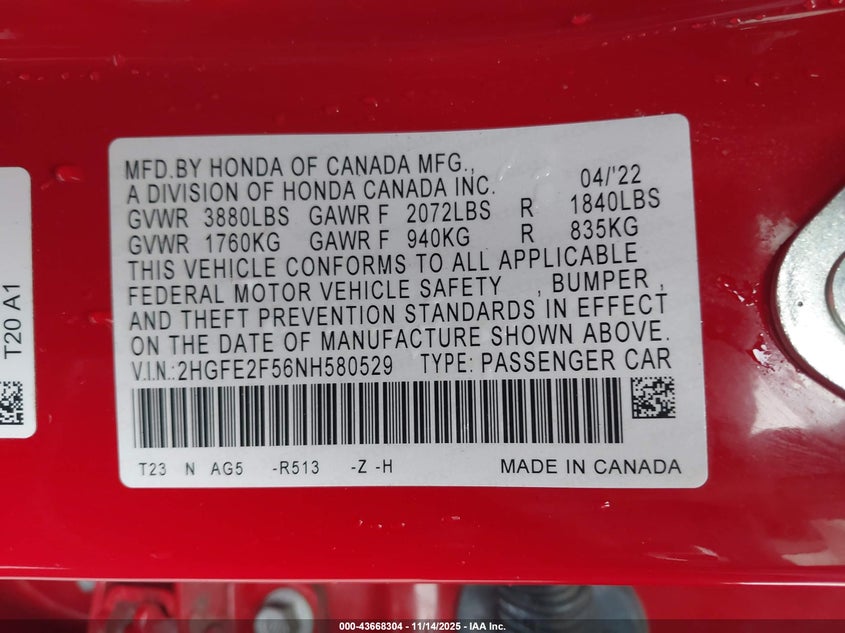 MFD.BY HONDA OF CANADA MFG.,
A DIVISION OF HONDA CANADA INC. 04/'22
GVWR 3880LBS GAWR F 2072LBS R 1840LBS
GVWR 1760KG GAWR F 940KG R 835KG
THIS VEHICLE CONFORMS TO ALL APPLICABLE
FEDERAL MOTOR VEHICLE SAFETY , BUMPER ,
AND THEFT PREVENTION STANDARDS IN EFFECT
ON THE DATE OF MANUFACTURE SHOWN ABOVE.
V.I.N.:2HGFE2F56NH580529 TYPE: PASSENGER CAR
T23 N AG5 -R513 -Z -H MADE IN CANADA
T20 A1
000-43668304 - 11/14/2025 - IAA Inc.